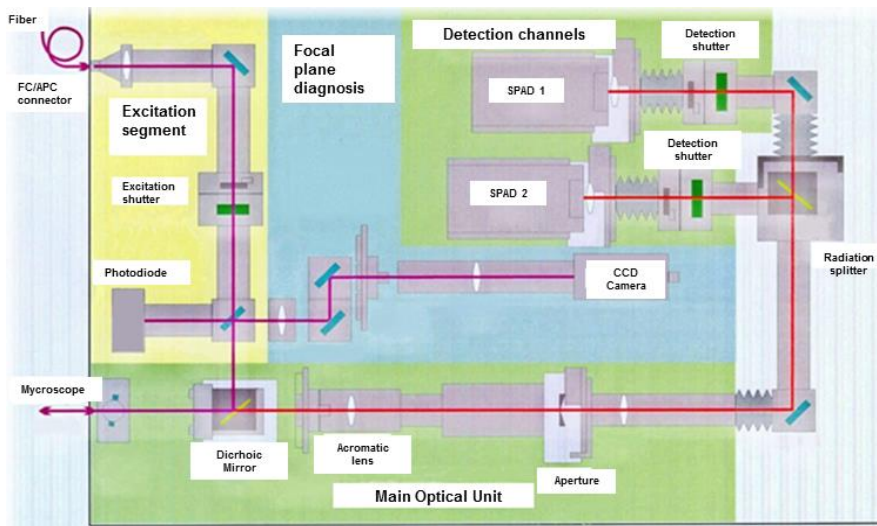 Fiber
FC/APC
connector
Excitation
segment
Excitation
shutter
Photodiode
Focal
plane
diagnosis
Detection channels
Detection
shutter
SPAD 1
Detection
shutter
SPAD 2
Radiation
splitter
CCD
Camera
Mycroscope
Dicrhoic
Mirror
Acromatic
lens
Aperture
Main Optical Unit